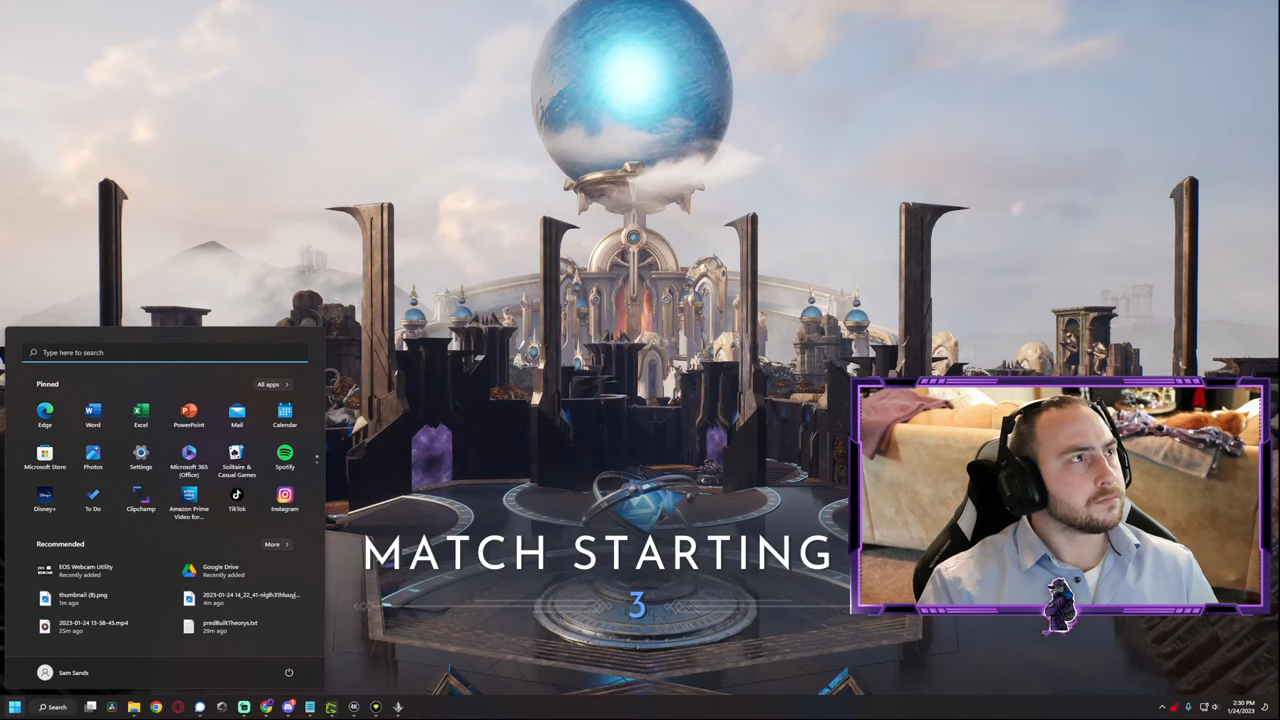 Type here to search
Pinned
All apps
Edge
Word
Excel
PowerPoint
Mail
Calendar
Microsoft Store
Photos
Settings
Microsoft 365
(Office)
Solitaire &
Casual Games
Spotify
Disney+
To Do
Clipchamp
Amazon Prime
Video for...
TikTok
Instagram
Recommended
More
EOS Webcam Utility
Recently added
Google Drive
Recently added
thumbnail (8).png
1m ago
4m ago
2023-01-24 13-58-45.mp4
25m ago
predBuiltTheorys.txt
29m ago
Sam Sands
MATCH STARTING
3
Search
2:30 PM
1/24/2023